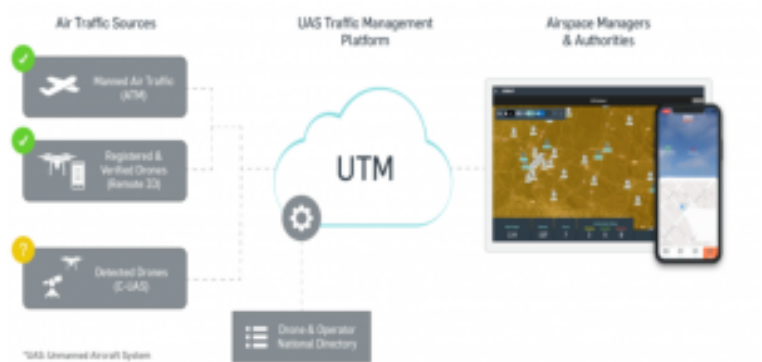 Air Traffic Sources
UAS Traffic Management
Platform
Airspace Managers
& Authorities
Manned Air Traffic
(ATM)
Registered &
Verified Drones
(Remote ID)
?
Detected Drones
(C-UAS)
UTM
Drone & Operator
National Directory
*UAS: Unmanned Aircraft System